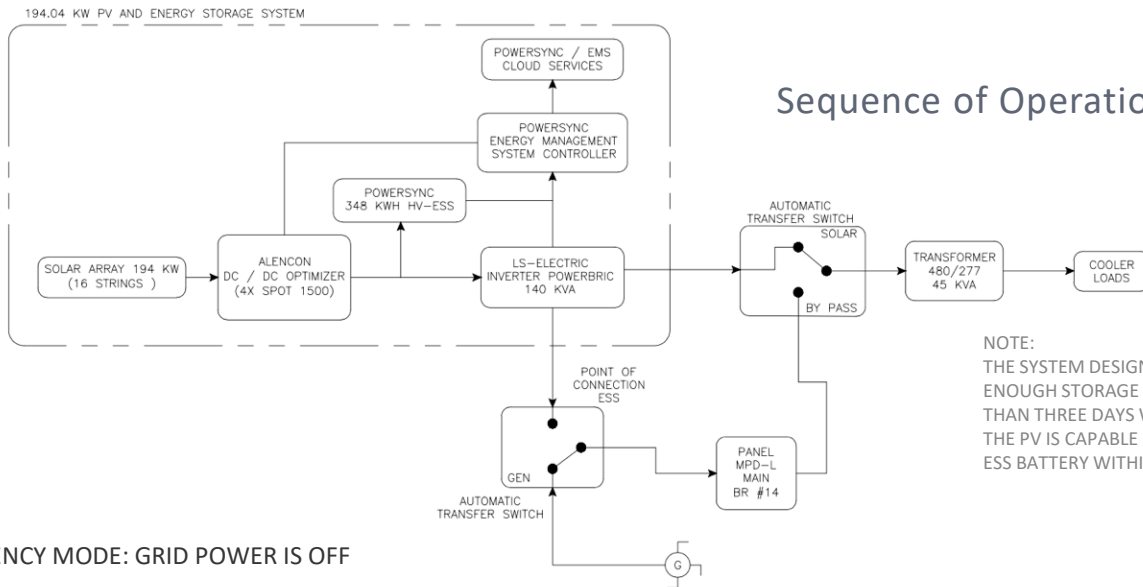 194.04 KW PV AND ENERGY STORAGE SYSTEM
POWERSYNC / EMS
CLOUD SERVICES
Sequence of Operatio
POWERSYNC
ENERGY MANAGEMENT
SYSTEM CONTROLLER
POWERSYNC
348 KWH HV-ESS
AUTOMATIC
TRANSFER SWITCH
SOLAR
BY PASS
SOLAR ARRAY 194 KW
(16 STRINGS )
ALENCON
DC / DC OPTIMIZER
(4X SPOT 1500)
LS-ELECTRIC
INVERTER POWERBRIC
140 KVA
TRANSFORMER
480/277
45 KVA
COOLER
LOADS
NOTE:
THE SYSTEM DESIGN
ENOUGH STORAGE
THAN THREE DAYS W
THE PV IS CAPABLE
ESS BATTERY WITHI
POINT OF
CONNECTION
ESS
GEN
AUTOMATIC
TRANSFER SWITCH
PANEL
MPD-L
MAIN
BR #14
G
ENCY MODE: GRID POWER IS OFF